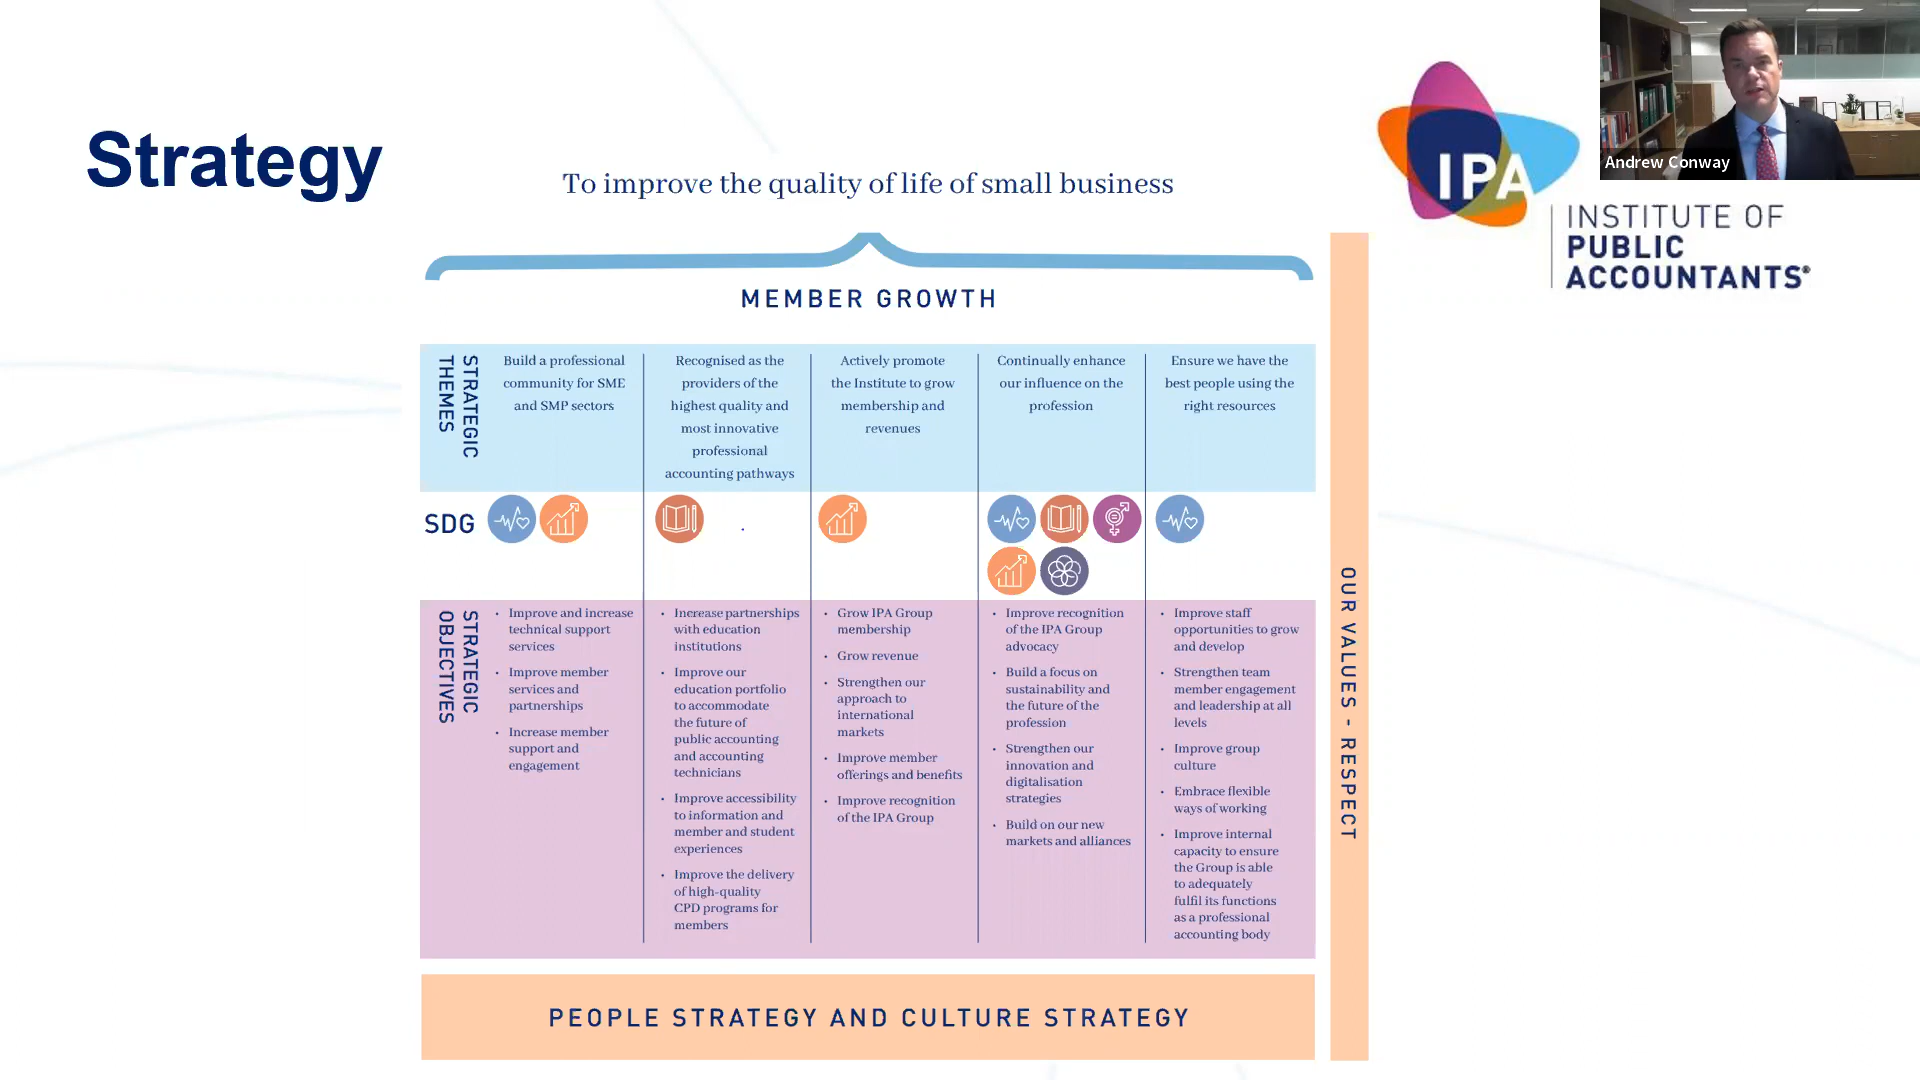 Strategy
To improve the quality of life of small business
IPA
INSTITUTE OF
PUBLIC
ACCOUNTANTS®
Andrew Conway
MEMBER GROWTH
STRATEGIC
THEMES
Build a professional
community for SME
and SMP sectors
Recognised as the
providers of the
highest quality and
most innovative
professional
accounting pathways
Actively promote
the Institute to grow
membership and
revenues
Continually enhance
our influence on the
profession
Ensure we have the
best people using the
right resources
SDG
STRATEGIC
OBJECTIVES
• Improve and increase
technical support
services
• Improve member
services and
partnerships
• Increase member
support and
engagement
• Increase partnerships
with education
institutions
• Improve our
education portfolio
to accommodate
the future of
public accounting
and accounting
technicians
• Improve accessibility
to information and
member and student
experiences
• Improve the delivery
of high-quality
CPD programs for
members
• Grow IPA Group
membership
• Grow revenue
• Strengthen our
approach to
international
markets
• Improve member
offerings and benefits
• Improve recognition
of the IPA Group
• Improve recognition
of the IPA Group
advocacy
• Build a focus on
sustainability and
the future of the
profession
• Strengthen our
innovation and
digitalisation
strategies
• Build on our new
markets and alliances
• Improve staff
opportunities to grow
and develop
• Strengthen team
member engagement
and leadership at all
levels
• Improve group
culture
• Embrace flexible
ways of working
• Improve internal
capacity to ensure
the Group is able
to adequately
fulfil its functions
as a professional
accounting body
OUR VALUES - RESPECT
PEOPLE STRATEGY AND CULTURE STRATEGY